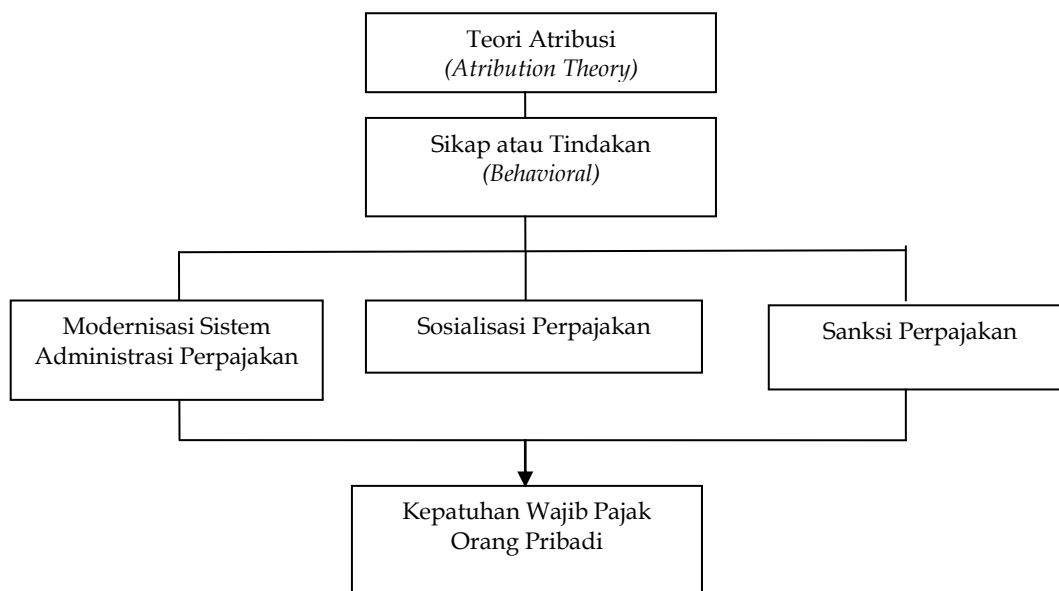 Teori Atribusi
(Atribution Theory)
Sikap atau Tindakan
(Behavioral)
Modernisasi Sistem
Administrasi Perpajakan
Sosialisasi Perpajakan
Sanksi Perpajakan
Kepatuhan Wajib Pajak
Orang Pribadi